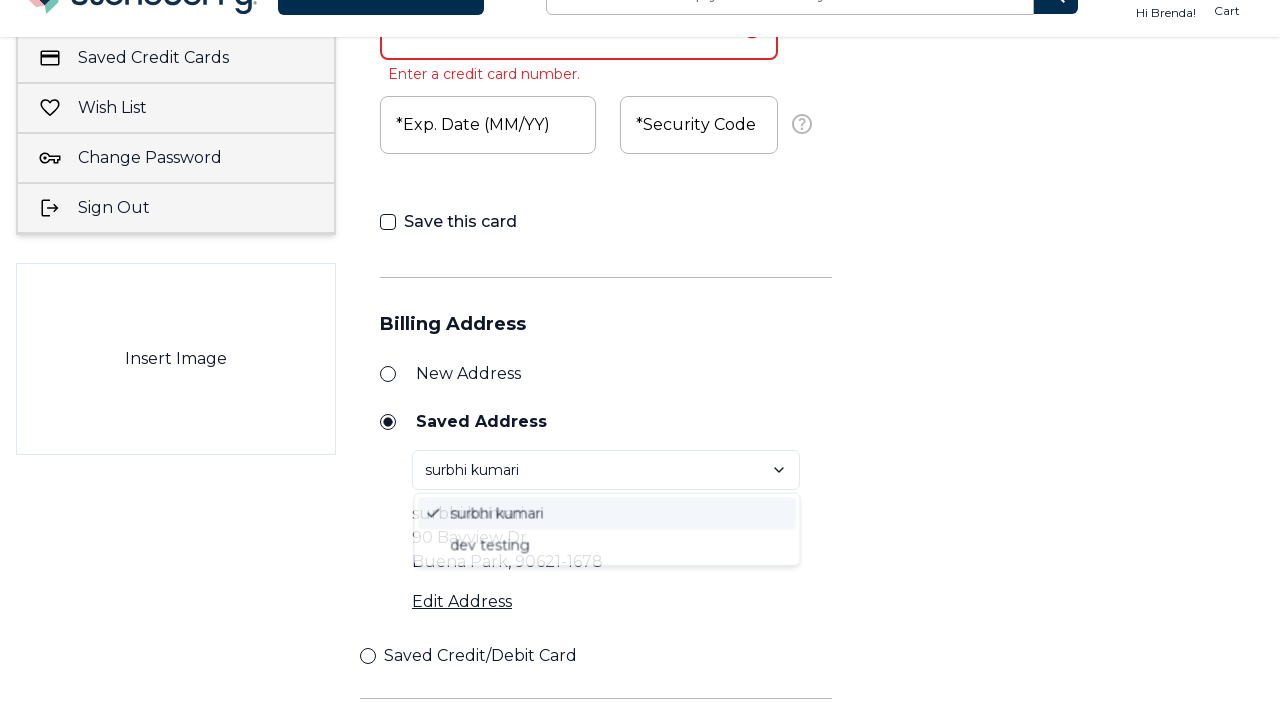 Hi Brenda!
Cart
Saved Credit Cards
Wish List
Change Password
Sign Out
Insert Image
Enter a credit card number.
*Exp. Date (MM/YY)
*Security Code
Save this card
Billing Address
New Address
Saved Address
surbhi kumari
surbhi kumari
dev testing
90 Bayview Dr
Buena Park, 90621-1678
Edit Address
Saved Credit/Debit Card